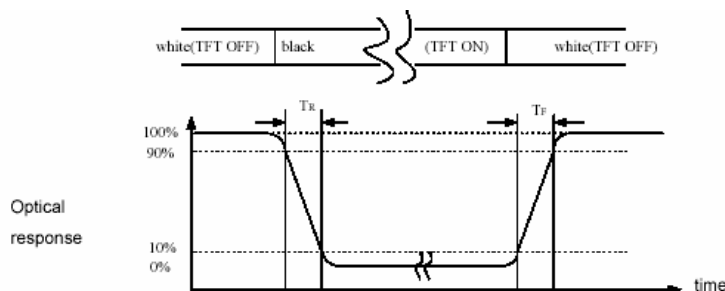 white(TFT OFF) black (TFT ON) white(TFT OFF)
TR TF
100%
90%
Optical
response
10%
0%
time